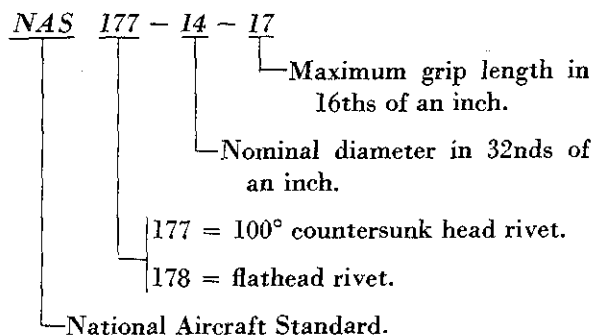 NAS 177 – 14 – 17
Maximum grip length in
16ths of an inch.
Nominal diameter in 32nds of
an inch.
177 = 100° countersunk head rivet.
178 = flathead rivet.
National Aircraft Standard.